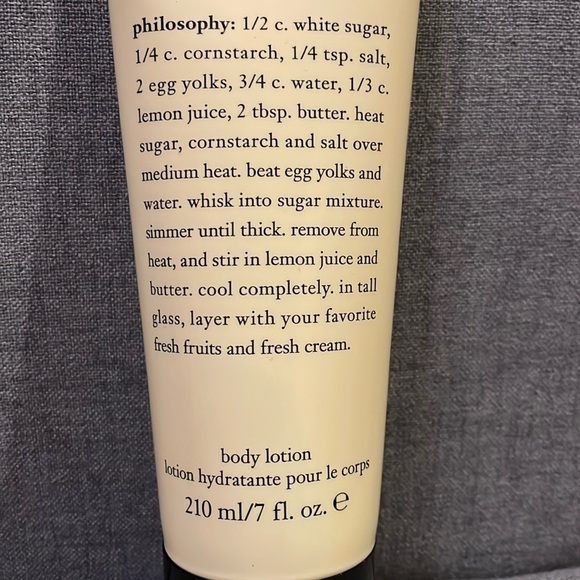 philosophy: 1/2 c. white sugar,
1/4 c. cornstarch, 1/4 tsp. salt,
2 egg yolks, 3/4 c. water, 1/3 c.
lemon juice, 2 tbsp. butter. heat
sugar, cornstarch and salt over
medium heat. beat egg yolks and
water. whisk into sugar mixture.
simmer until thick. remove from
heat, and stir in lemon juice and
butter. cool completely. in tall
glass, layer with your favorite
fresh fruits and fresh cream.
body lotion
lotion hydratante pour le corps
210 ml/7 fl. oz. ℮